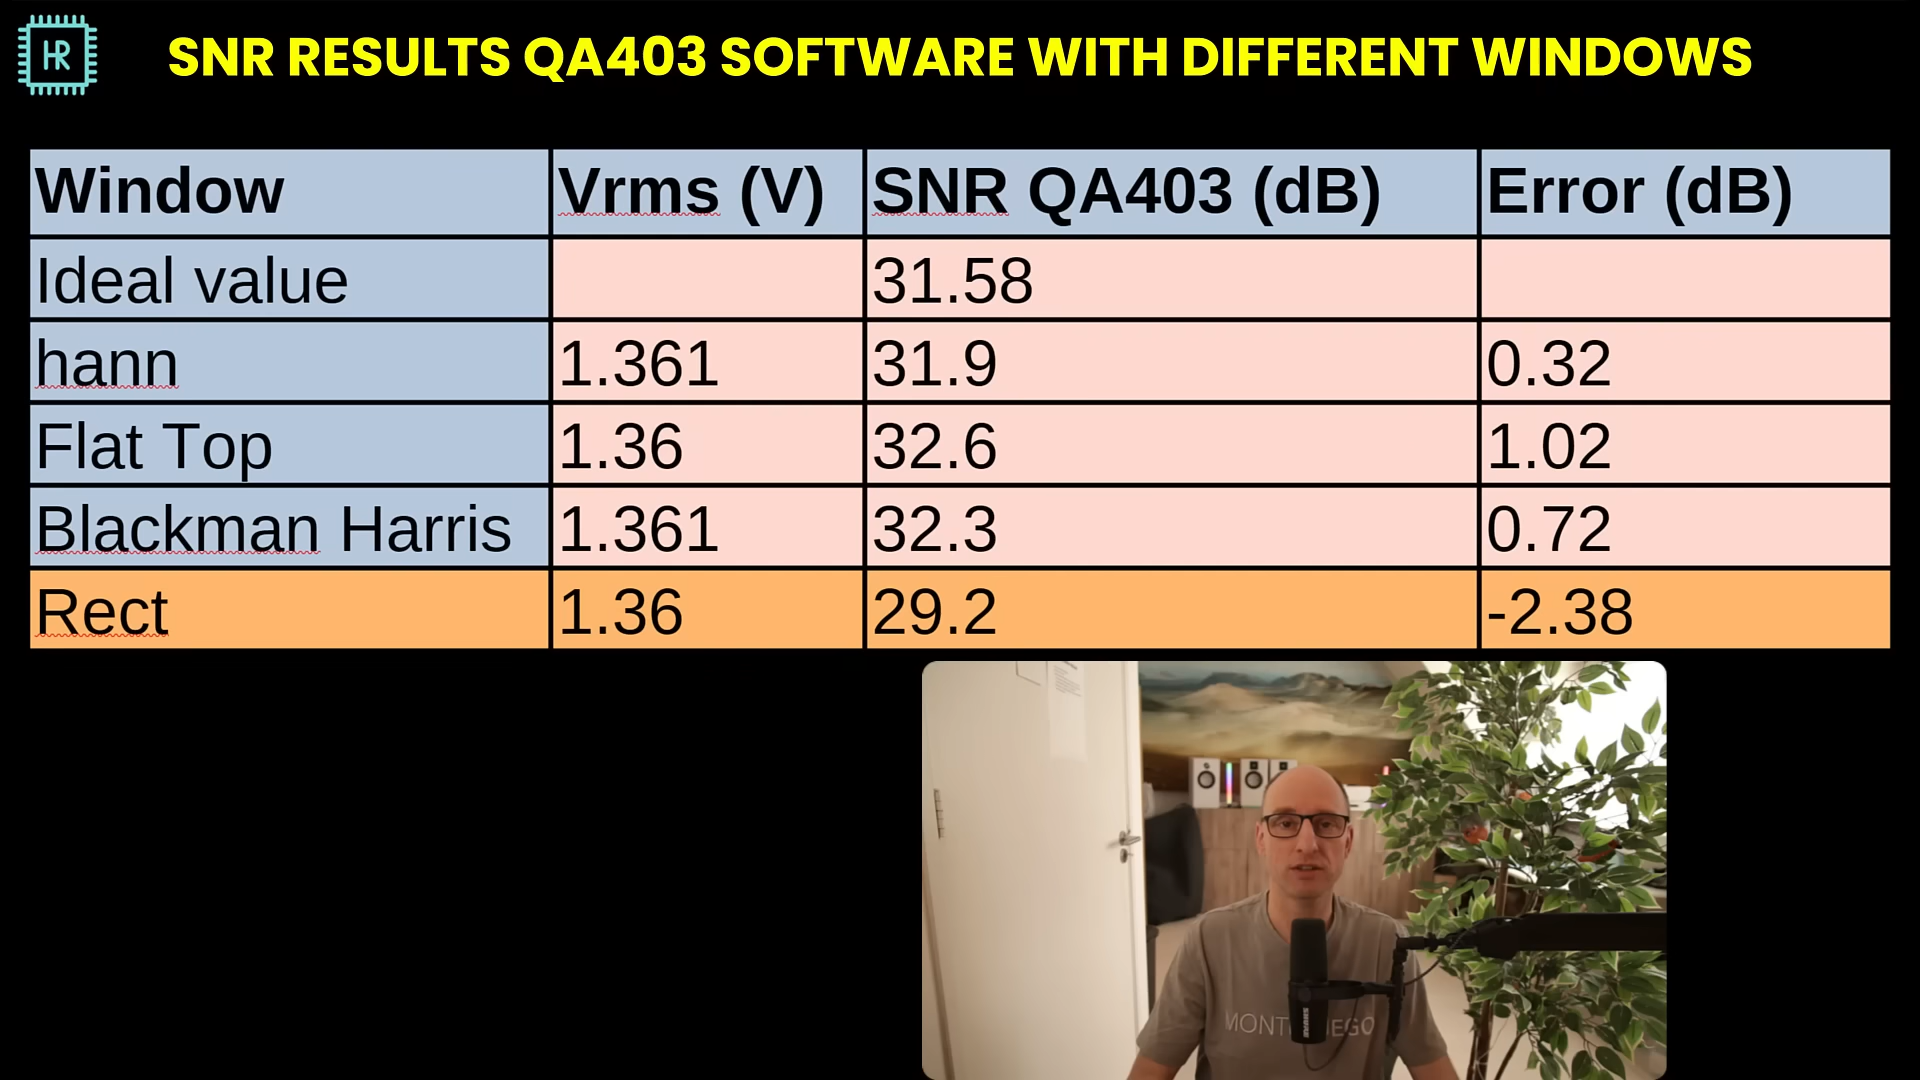 HR
SNR RESULTS QA403 SOFTWARE WITH DIFFERENT WINDOWS
Window Vrms (V) SNR QA403 (dB) Error (dB)
Ideal value 31.58
hann 1.361 31.9 0.32
Flat Top 1.36 32.6 1.02
Blackman Harris 1.361 32.3 0.72
Rect 1.36 29.2 -2.38
SHURE